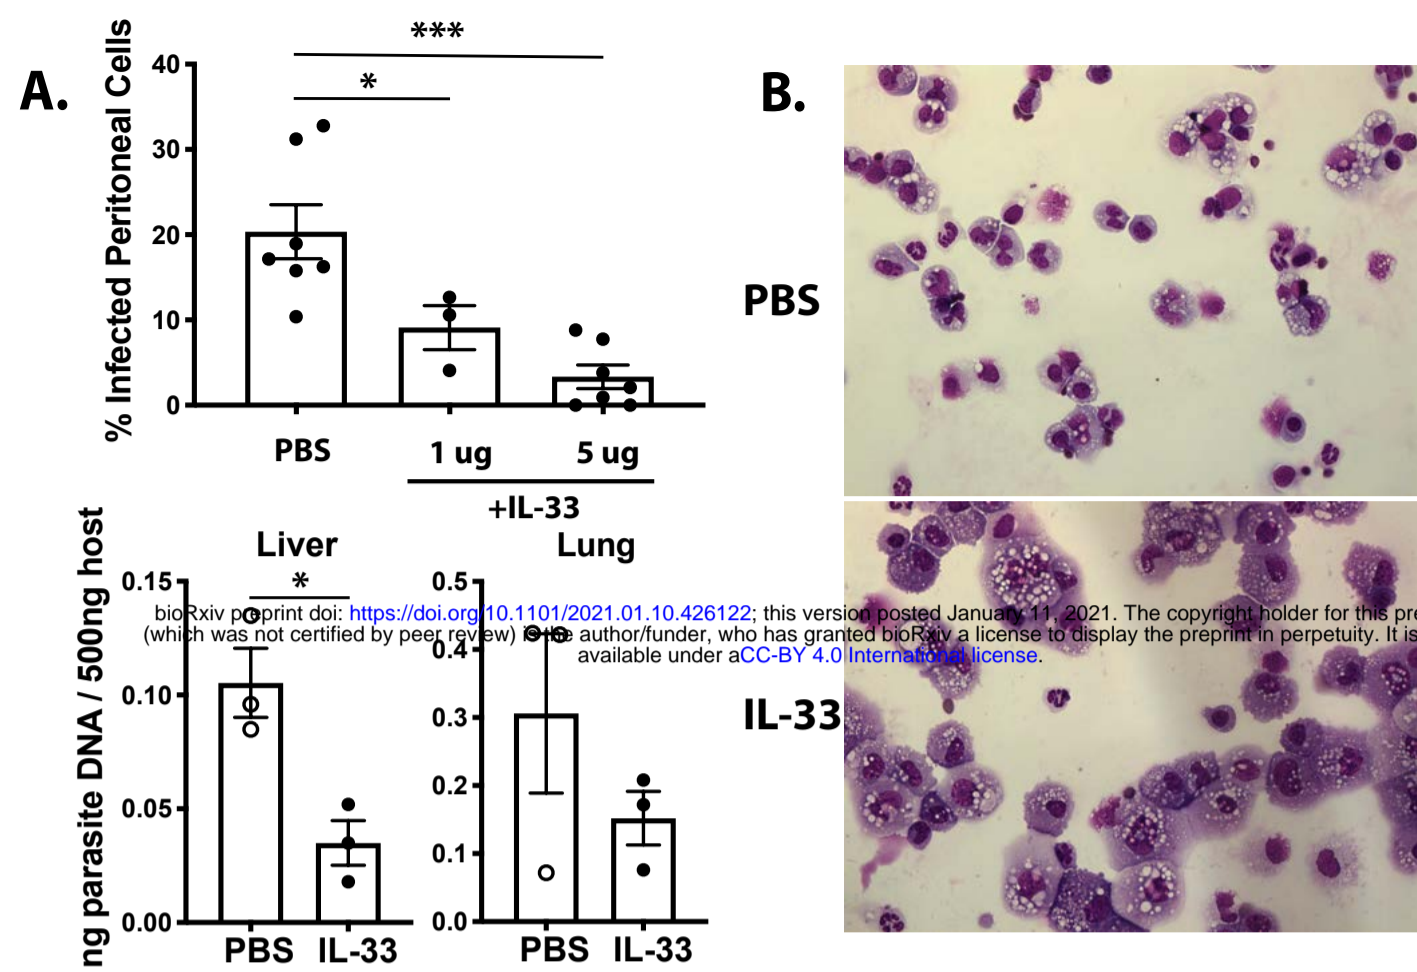 A.
% Infected Peritoneal Cells
***
*
40
30
20
10
0
PBS
1 ug
5 ug
+IL-33
B.
PBS
IL-33
ng parasite DNA / 500ng host
Liver
*
0.15
0.10
0.05
0.00
PBS IL-33
Lung
0.5
0.4
0.3
0.2
0.1
0.0
PBS IL-33
bioRxiv preprint doi: https://doi.org/10.1101/2021.01.10.426122; this version posted January 11, 2021. The copyright holder for this pre
(which was not certified by peer review) is the author/funder, who has granted bioRxiv a license to display the preprint in perpetuity. It is
available under aCC-BY 4.0 International license.